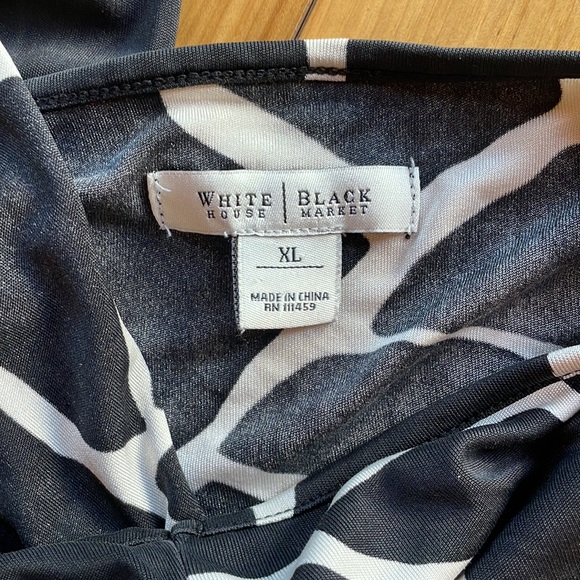 WHITE | BLACK
HOUSE | MARKET
XL
MADE IN CHINA
RN 111459